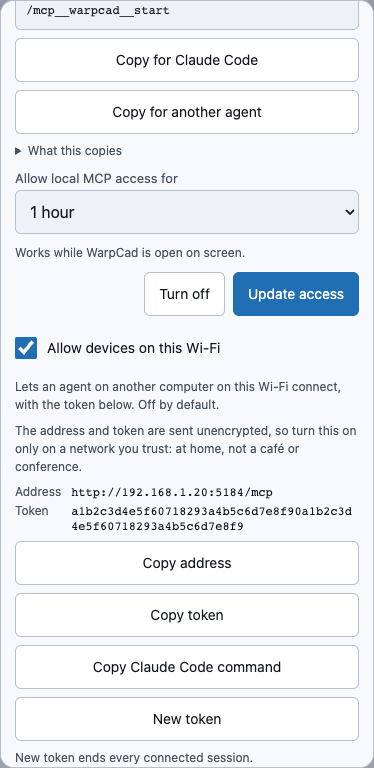 /mcp__warpcad__start
Copy for Claude Code
Copy for another agent
What this copies
Allow local MCP access for
1 hour
Works while WarpCad is open on screen.
Turn off
Update access
Allow devices on this Wi-Fi
Lets an agent on another computer on this Wi-Fi connect,
with the token below. Off by default.
The address and token are sent unencrypted, so turn this on
only on a network you trust: at home, not a café or
conference.
Address http://192.168.1.20:5184/mcp
Token a1b2c3d4e5f60718293a4b5c6d7e8f90a1b2c3d
4e5f60718293a4b5c6d7e8f9
Copy address
Copy token
Copy Claude Code command
New token
New token ends every connected session.